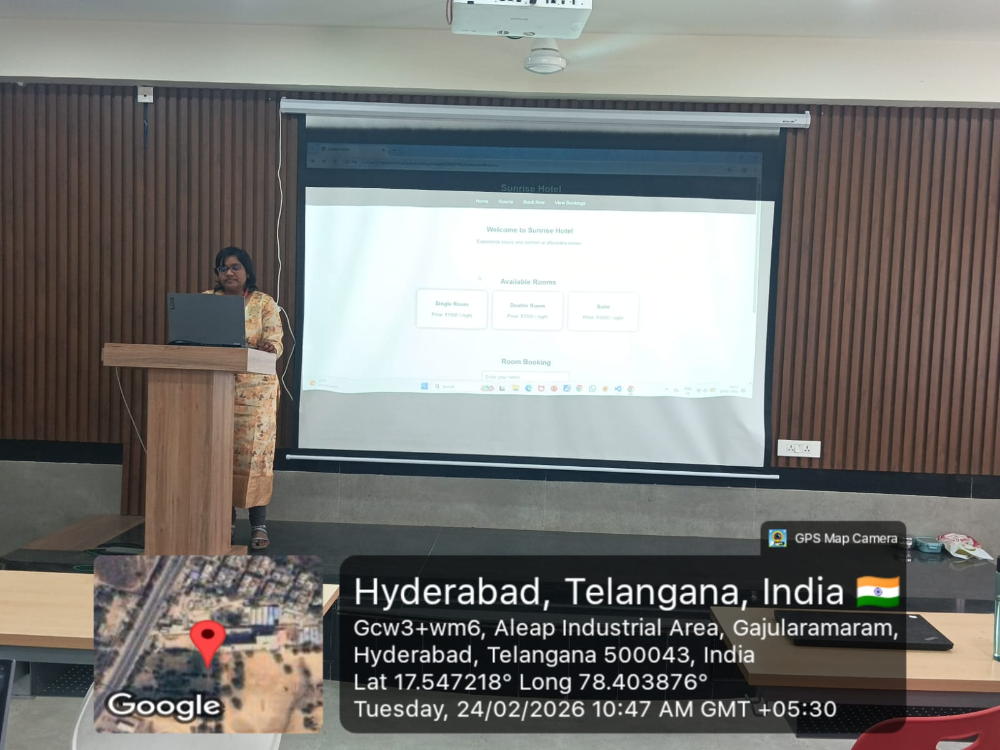 Sunrise Hotel
Home Rooms Book Now View Bookings
Welcome to Sunrise Hotel
Experience luxury and comfort at affordable prices
Available Rooms
Single Room
Price: ₹1500 / night
Double Room
Price: ₹2500 / night
Suite
Price: ₹4000 / night
Room Booking
Enter your name
Search
LOQ
GPS Map Camera
Hyderabad, Telangana, India
Gcw3+wm6, Aleap Industrial Area, Gajularamaram,
Hyderabad, Telangana 500043, India
Lat 17.547218° Long 78.403876°
Tuesday, 24/02/2026 10:47 AM GMT +05:30
Google